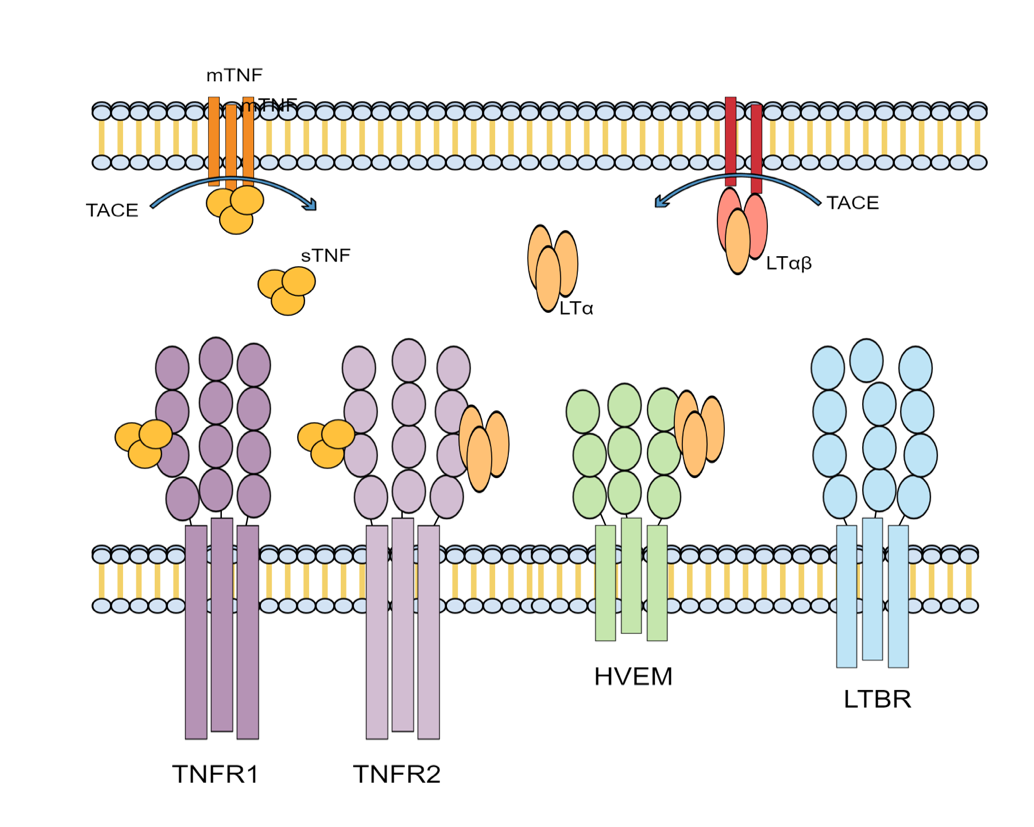 mTNF
mTNF
TACE
TACE
sTNF
LTαβ
LTα
HVEM
LTBR
TNFR1
TNFR2